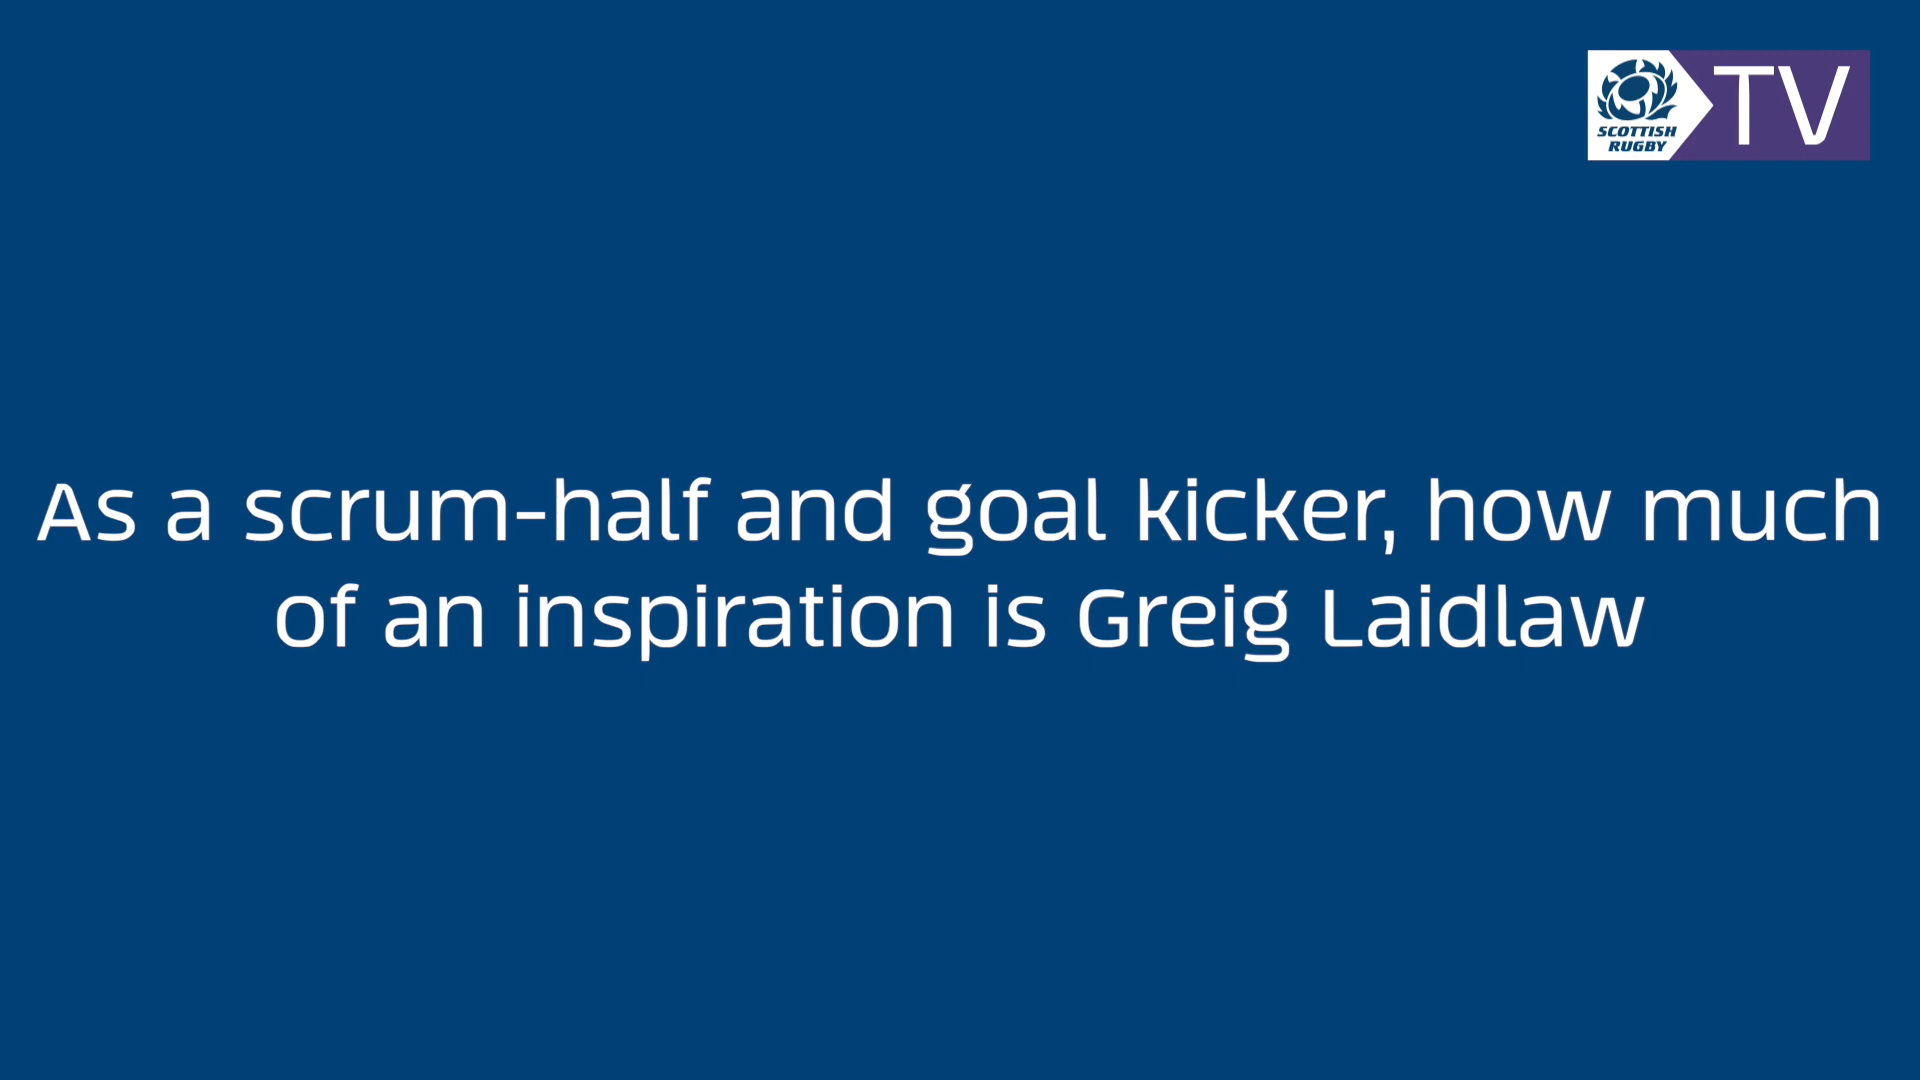 SCOTTISH
RUGBY
TV
As a scrum-half and goal kicker, how much
of an inspiration is Greig Laidlaw